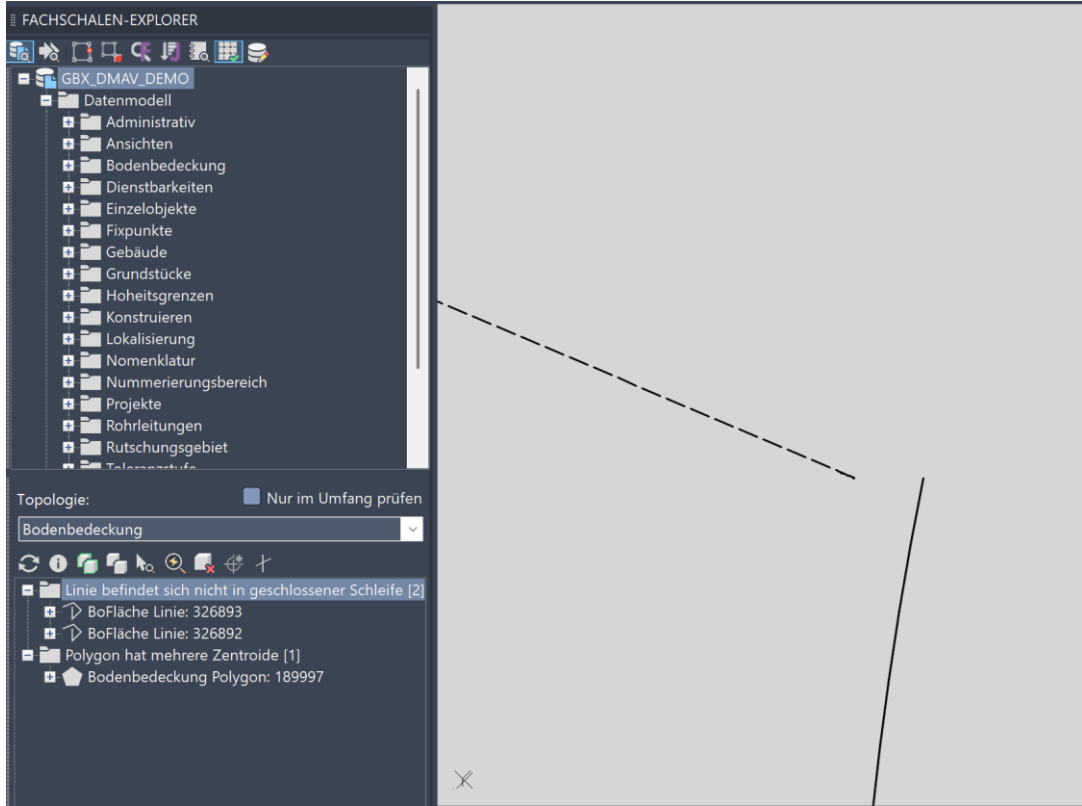 FACHSCHALEN-EXPLORER
GBX_DMAV_DEMO
Datenmodell
Administrativ
Ansichten
Bodenbedeckung
Dienstbarkeiten
Einzelobjekte
Fixpunkte
Gebäude
Grundstücke
Hoheitsgrenzen
Konstruieren
Lokalisierung
Nomenklatur
Nummerierungsbereich
Projekte
Rohrleitungen
Rutschungsgebiet
Toleranzstufe
Topologie: Nur im Umfang prüfen
Bodenbedeckung
Linie befindet sich nicht in geschlossener Schleife [2]
BoFläche Linie: 326893
BoFläche Linie: 326892
Polygon hat mehrere Zentroide [1]
Bodenbedeckung Polygon: 189997